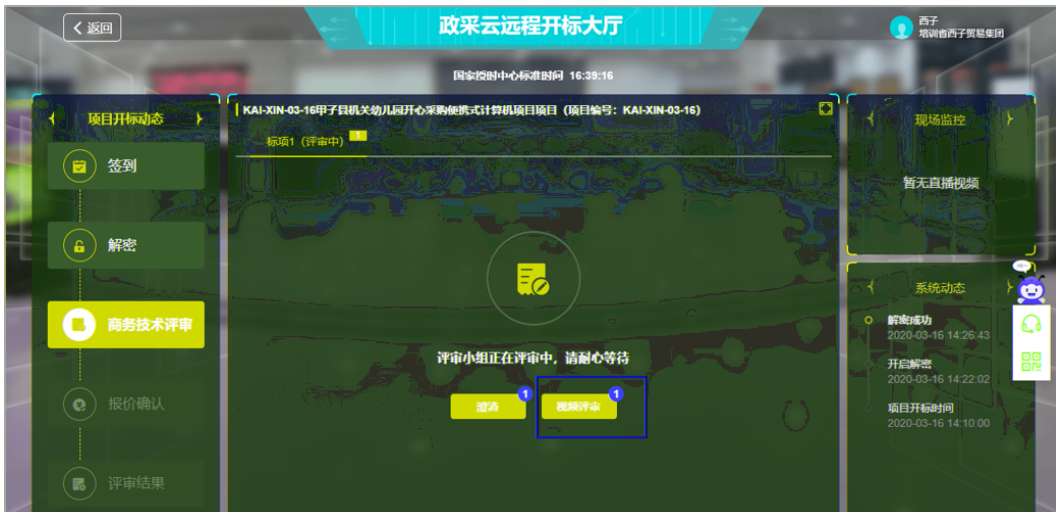 返回
政采云远程开标大厅
西子
培训省西子贸易集团
国家授时中心标准时间 16:39:16
项目开标动态
签到
解密
商务技术评审
报价确认
评审结果
KAI-XIN-03-16甲子县机关幼儿园开心采购便携式计算机项目项目（项目编号：KAI-XIN-03-16）
标项1（评审中） 1
评审小组正在评审中，请耐心等待
澄清 1
视频评审 1
现场监控
暂无直播视频
系统动态
解密成功
2020-03-16 14:26:43
开启解密
2020-03-16 14:22:02
项目开标时间
2020-03-16 14:10:00